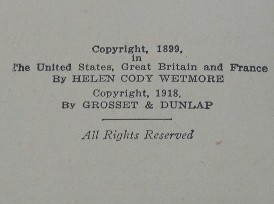 Copyright, 1899.
in
The United States, Great Britain and France
By HELEN CODY WETMORE
Copyright, 1918.
By GROSSET & DUNLAP
All Rights Reserved